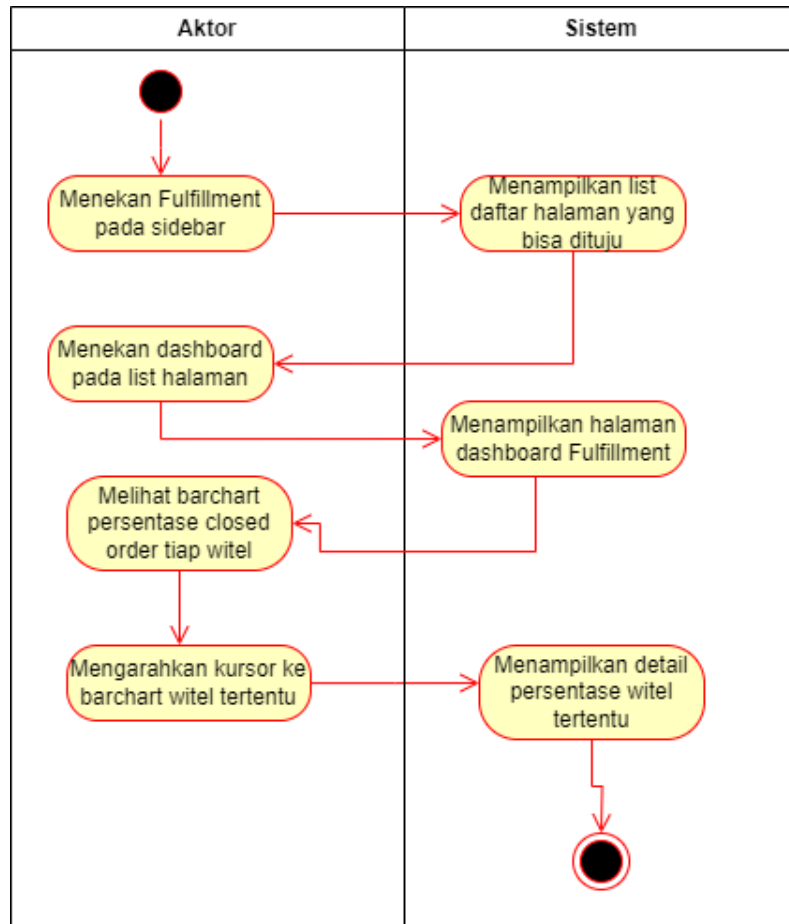 Aktor
Sistem
Menekan Fulfillment
pada sidebar
Menampilkan list
daftar halaman yang
bisa dituju
Menekan dashboard
pada list halaman
Menampilkan halaman
dashboard Fulfillment
Melihat barchart
persentase closed
order tiap witel
Mengarahkan kursor ke
barchart witel tertentu
Menampilkan detail
persentase witel
tertentu